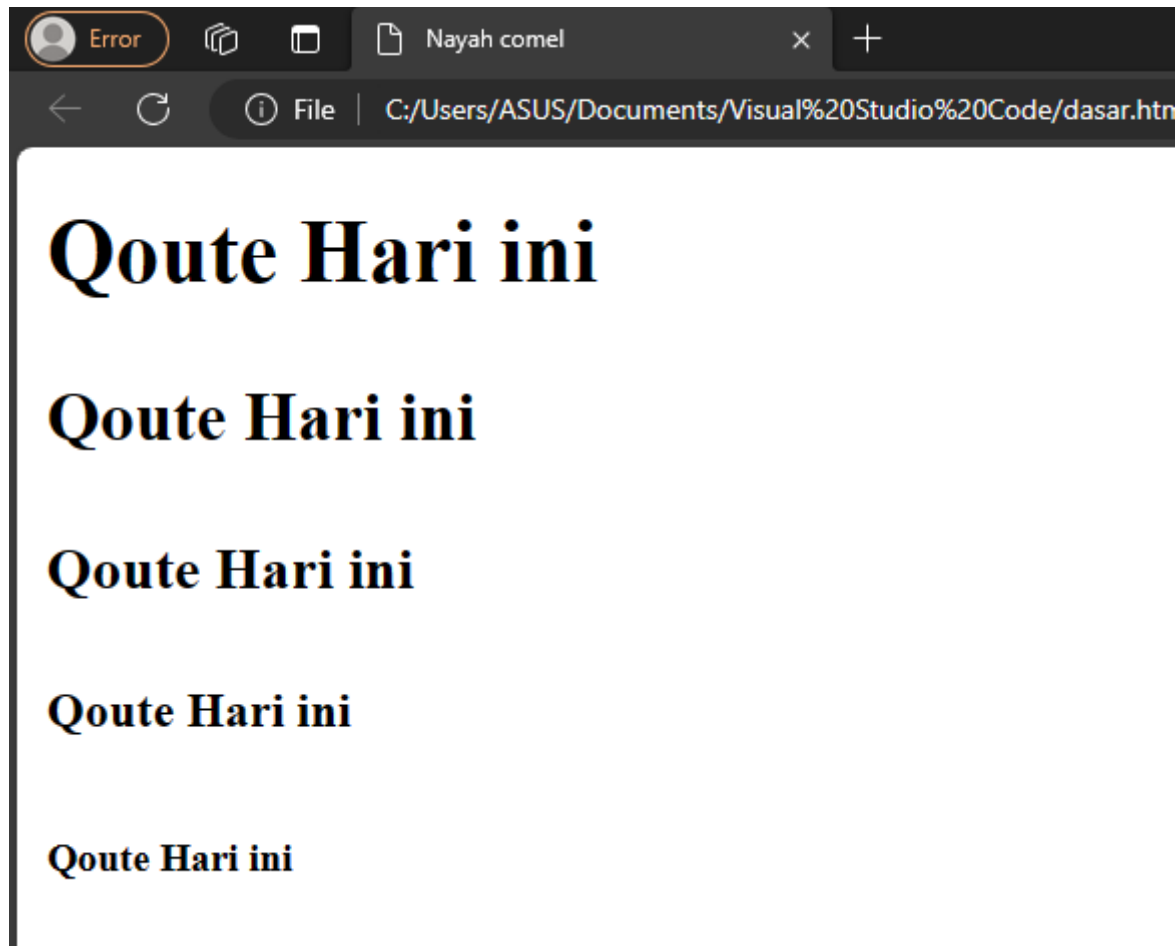 Error
Nayah comel
File
C:/Users/ASUS/Documents/Visual%20Studio%20Code/dasar.htm
Qoute Hari ini
Qoute Hari ini
Qoute Hari ini
Qoute Hari ini
Qoute Hari ini